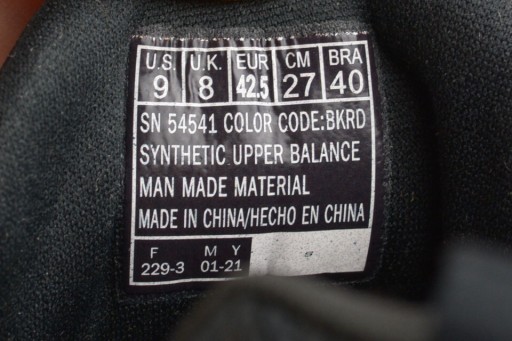 U.S. U.K. EUR CM BRA
9 8 42.5 27 40
SN 54541 COLOR CODE:BKRD
SYNTHETIC UPPER BALANCE
MAN MADE MATERIAL
MADE IN CHINA/HECHO EN CHINA
F M Y
229-3 01-21